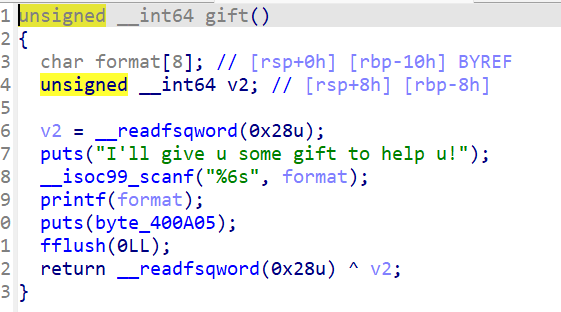 1 unsigned __int64 gift()
2 {
3 char format[8]; // [rsp+0h] [rbp-10h] BYREF
4 unsigned __int64 v2; // [rsp+8h] [rbp-8h]
5
6 v2 = __readfsqword(0x28u);
7 puts("I'll give u some gift to help u!");
8 __isoc99_scanf("%6s", format);
9 printf(format);
0 puts(byte_400A05);
1 fflush(0LL);
2 return __readfsqword(0x28u) ^ v2;
3 }